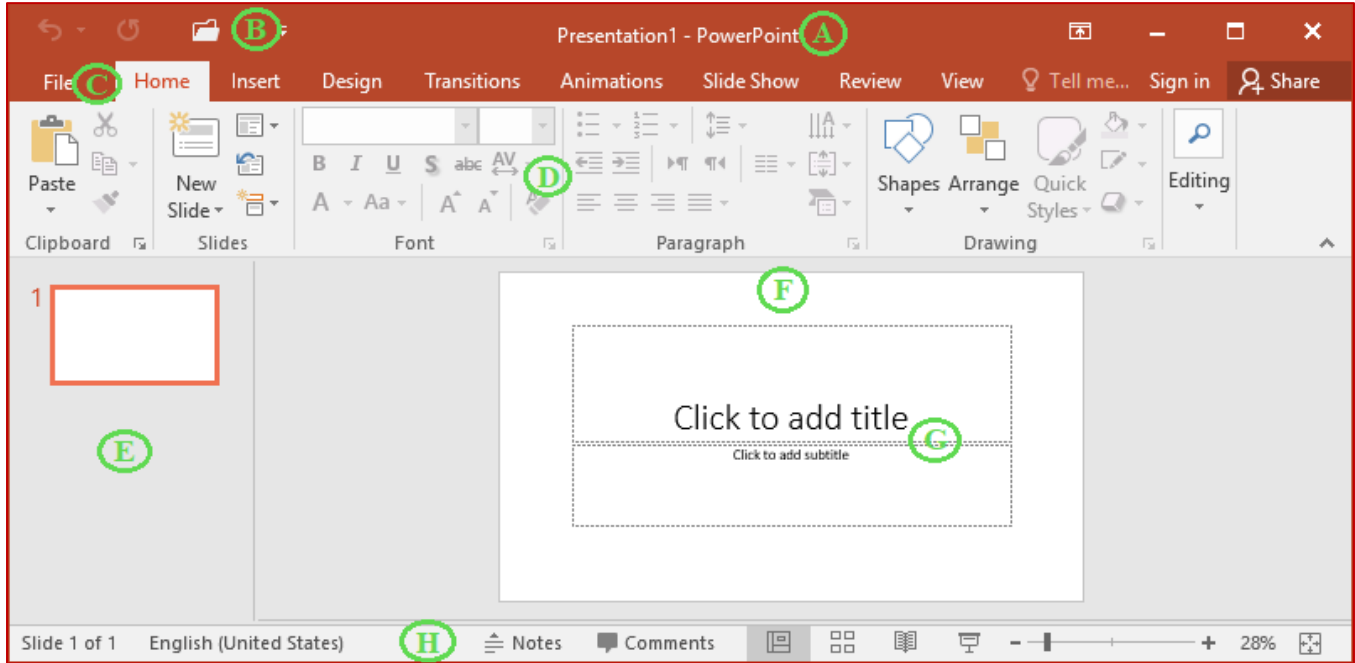 B Presentation1 - PowerPoint A
File C Home Insert Design Transitions Animations Slide Show Review View Tell me... Sign in Share
Paste New Slide B I U S abc AV D Shapes Arrange Quick Styles Editing
A Aa A A
Clipboard Slides Font Paragraph Drawing
1
F
Click to add title
G
Click to add subtitle
E
Slide 1 of 1 English (United States) H Notes Comments 28%